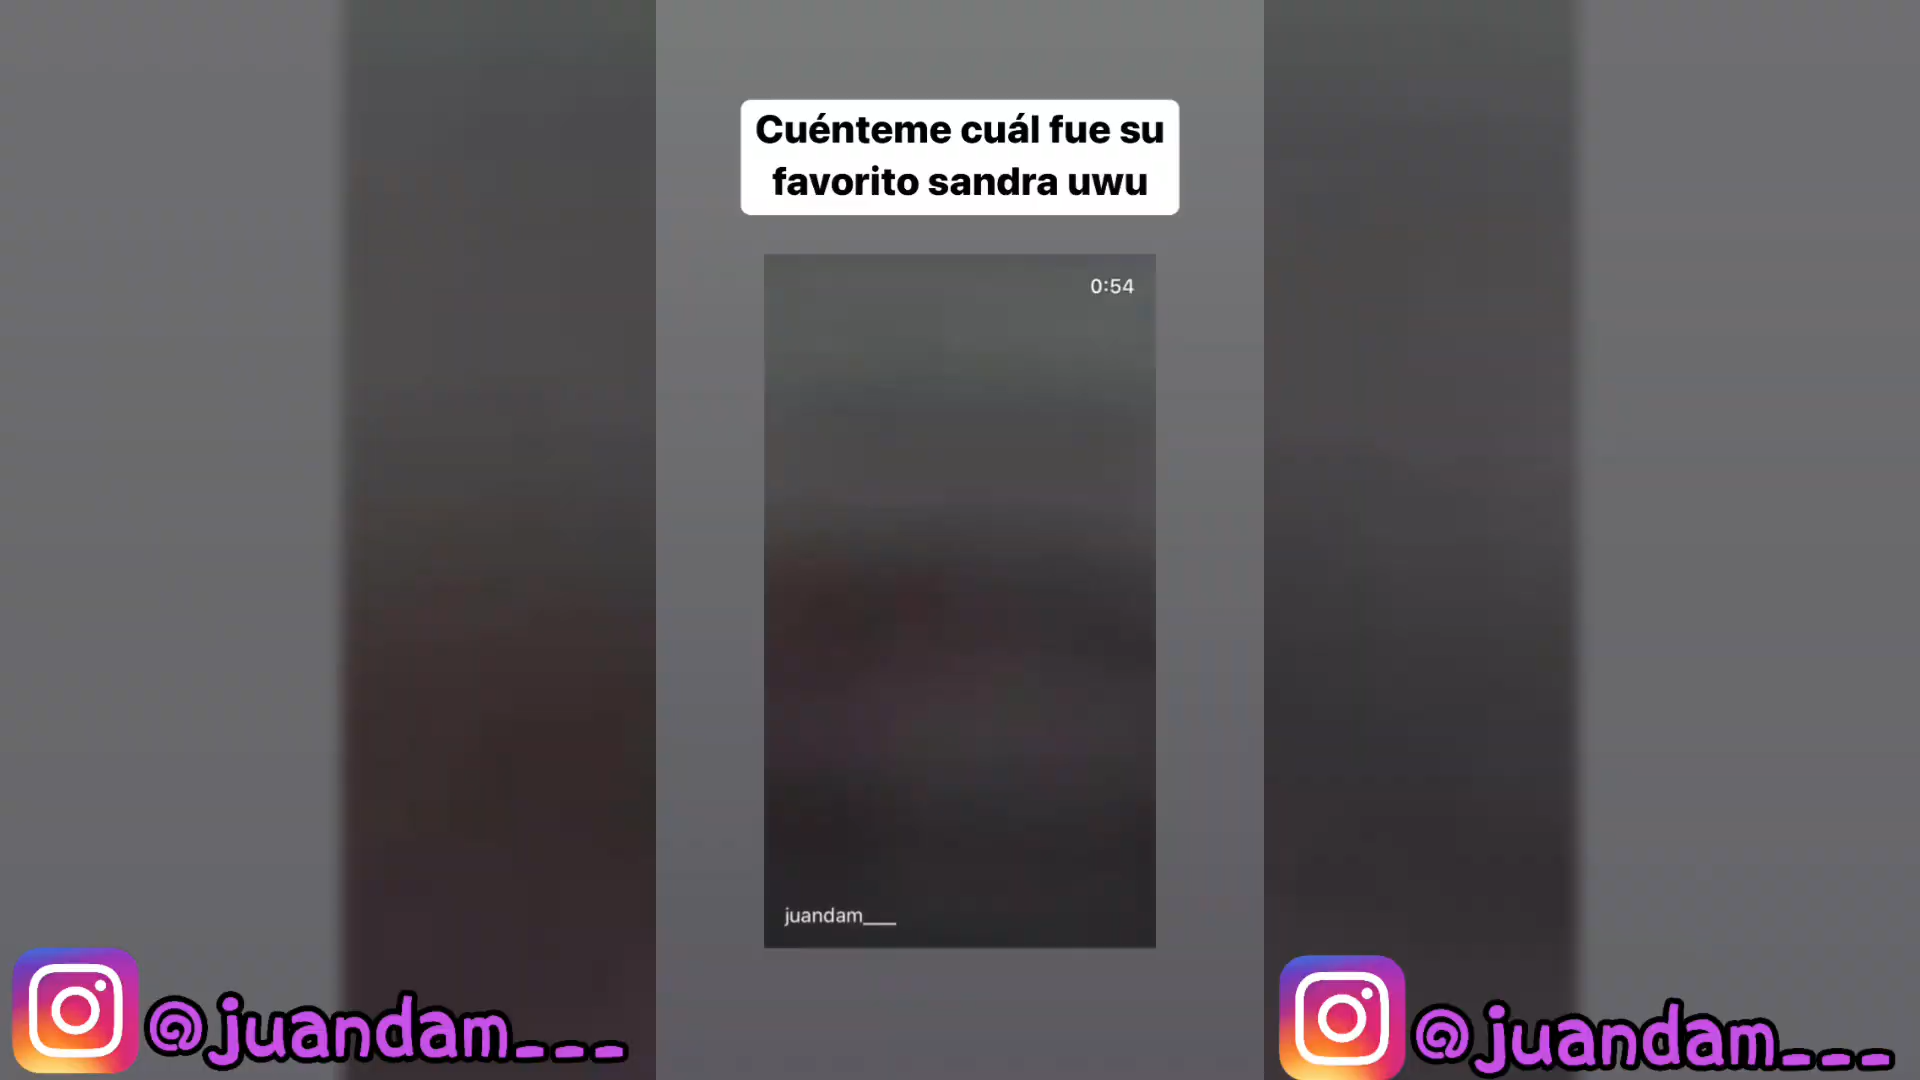 Cuénteme cuál fue su
favorito sandra uwu
0:54
juandam___
@juandam___
@juandam___